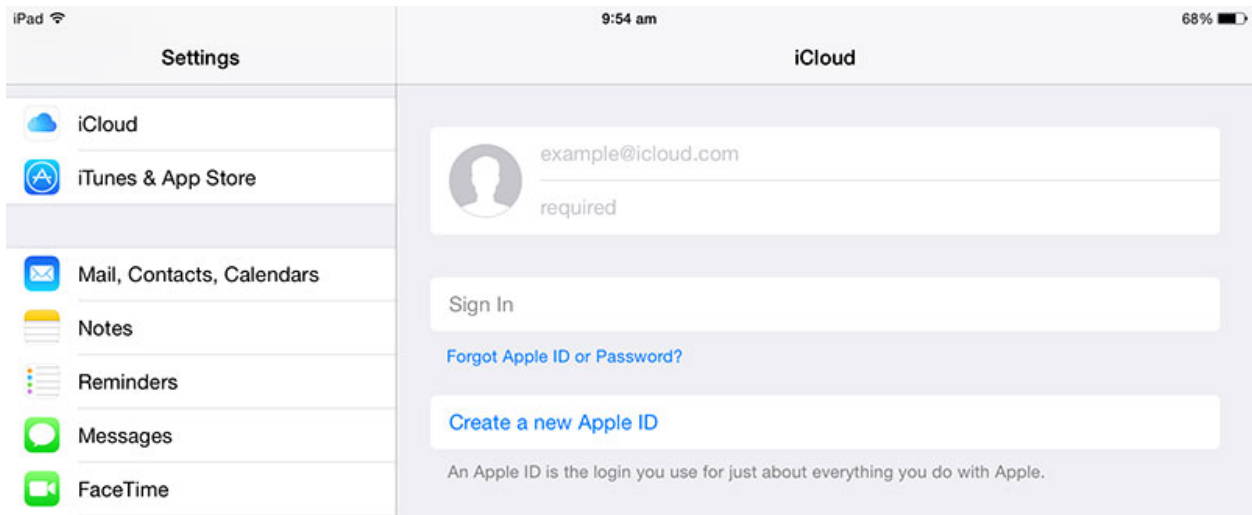 iPad 9:54 am 68%
Settings
iCloud
iTunes & App Store
Mail, Contacts, Calendars
Notes
Reminders
Messages
FaceTime
iCloud
example@icloud.com
required
Sign In
Forgot Apple ID or Password?
Create a new Apple ID
An Apple ID is the login you use for just about everything you do with Apple.